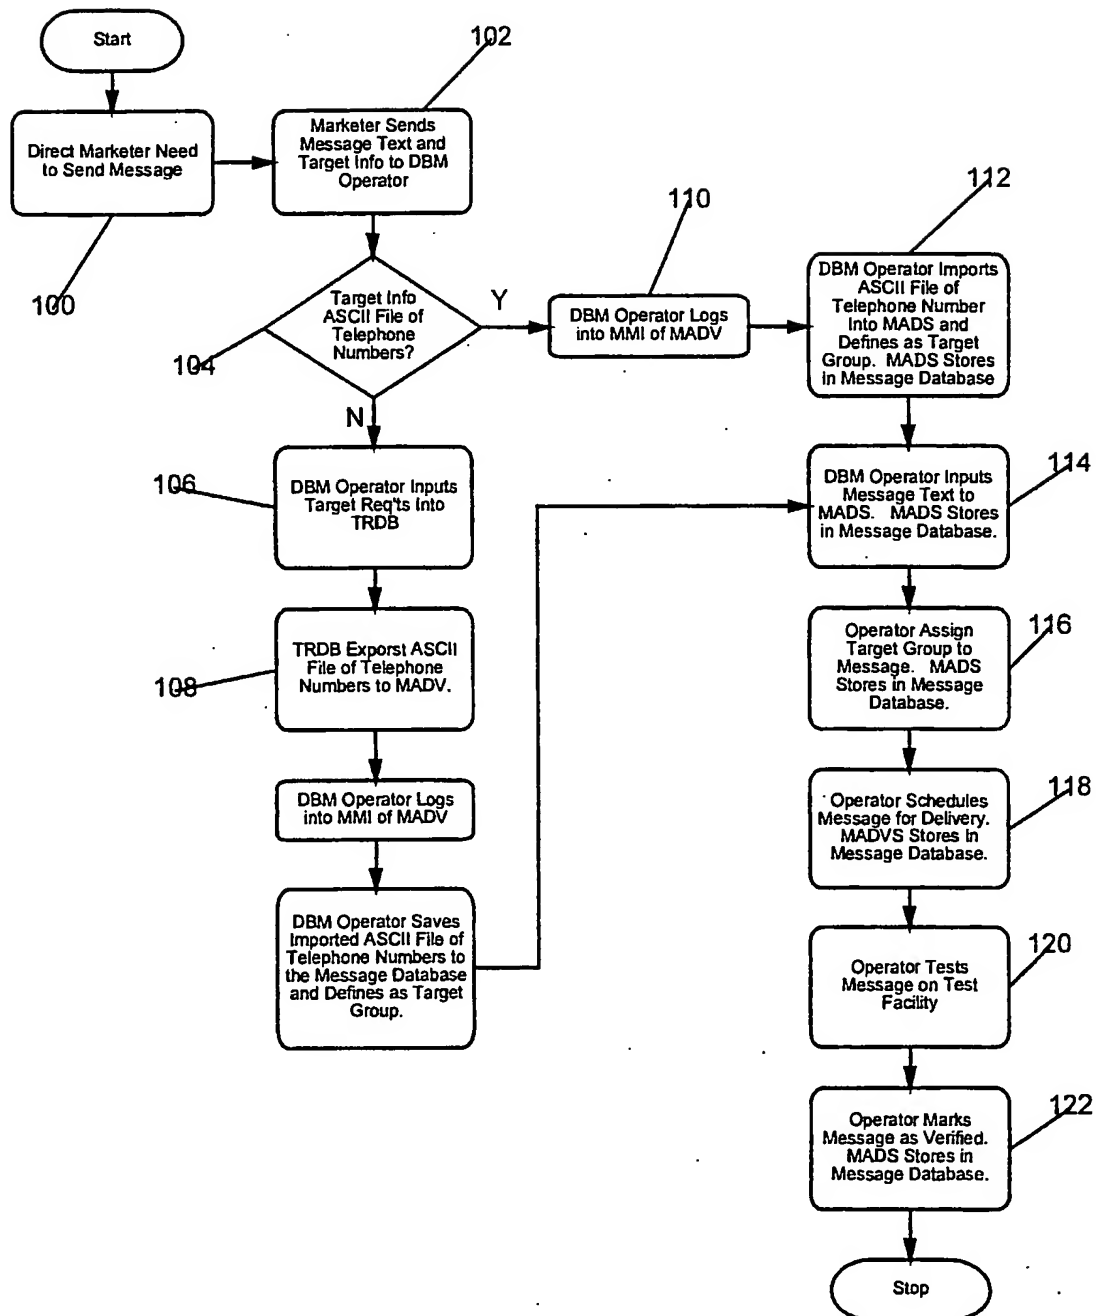 Start
102
Direct Marketer Need
to Send Message
Marketer Sends
Message Text and
Target Info to DBM
Operator
100
110
112
Target Info
ASCII File of
Telephone
Numbers?
Y
104
N
DBM Operator Logs
into MMI of MADV
DBM Operator Imports
ASCII File of
Telephone Number
Into MADS and
Defines as Target
Group. MADS Stores
in Message Database
106
DBM Operator Inputs
Target Req'ts Into
TRDB
114
DBM Operator Inputs
Message Text to
MADS. MADS Stores
in Message Database.
108
TRDB Exporst ASCII
File of Telephone
Numbers to MADV.
116
Operator Assign
Target Group to
Message. MADS
Stores in Message
Database.
DBM Operator Logs
into MMI of MADV
118
Operator Schedules
Message for Delivery.
MADVS Stores in
Message Database.
DBM Operator Saves
Imported ASCII File of
Telephone Numbers to
the Message Database
and Defines as Target
Group.
120
Operator Tests
Message on Test
Facility
122
Operator Marks
Message as Verified.
MADS Stores in
Message Database.
Stop